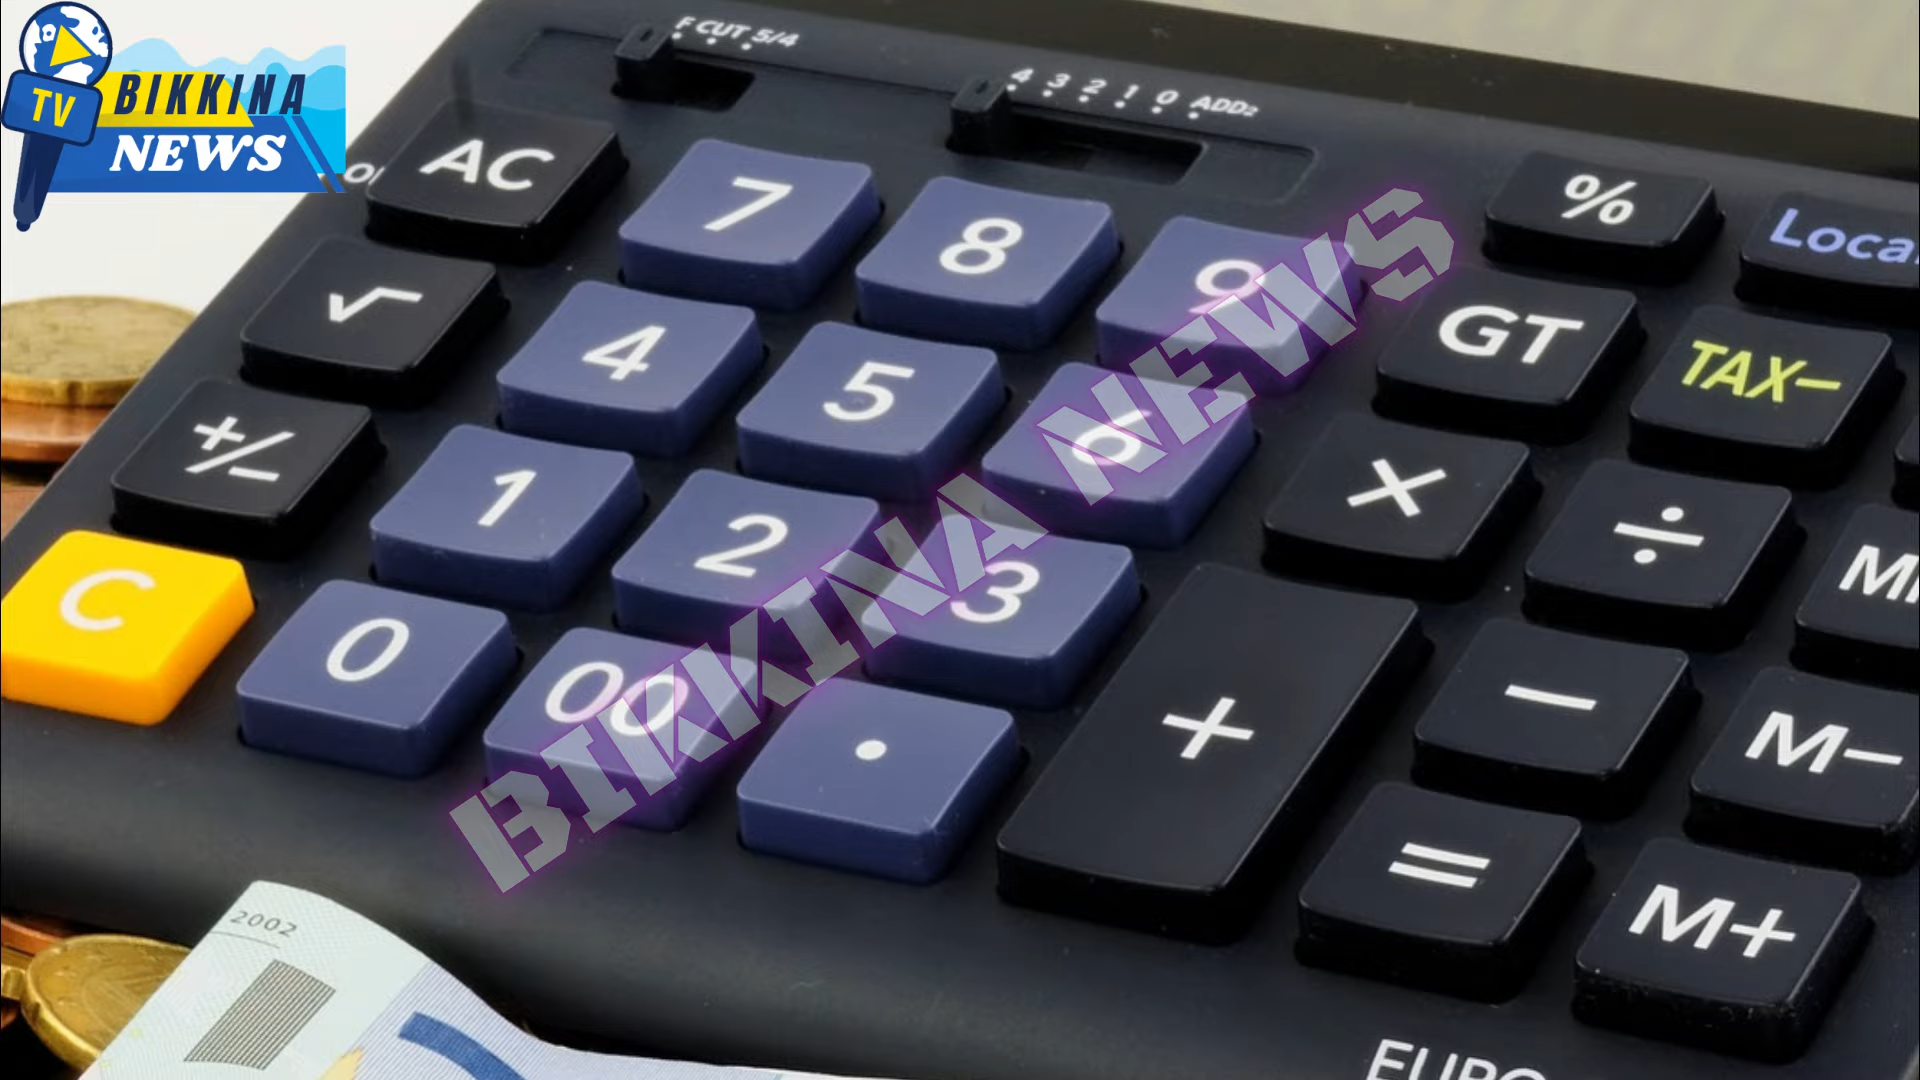 TV
BIKKINA
NEWS
F CUT 5/4
4 3 2 1 0 ADD2
AC
7
8
9
%
√
4
5
6
GT
TAX−
+/−
1
2
3
×
÷
C
0
00
.
+
−
M−
=
M+
BIKKINA NEWS
2002